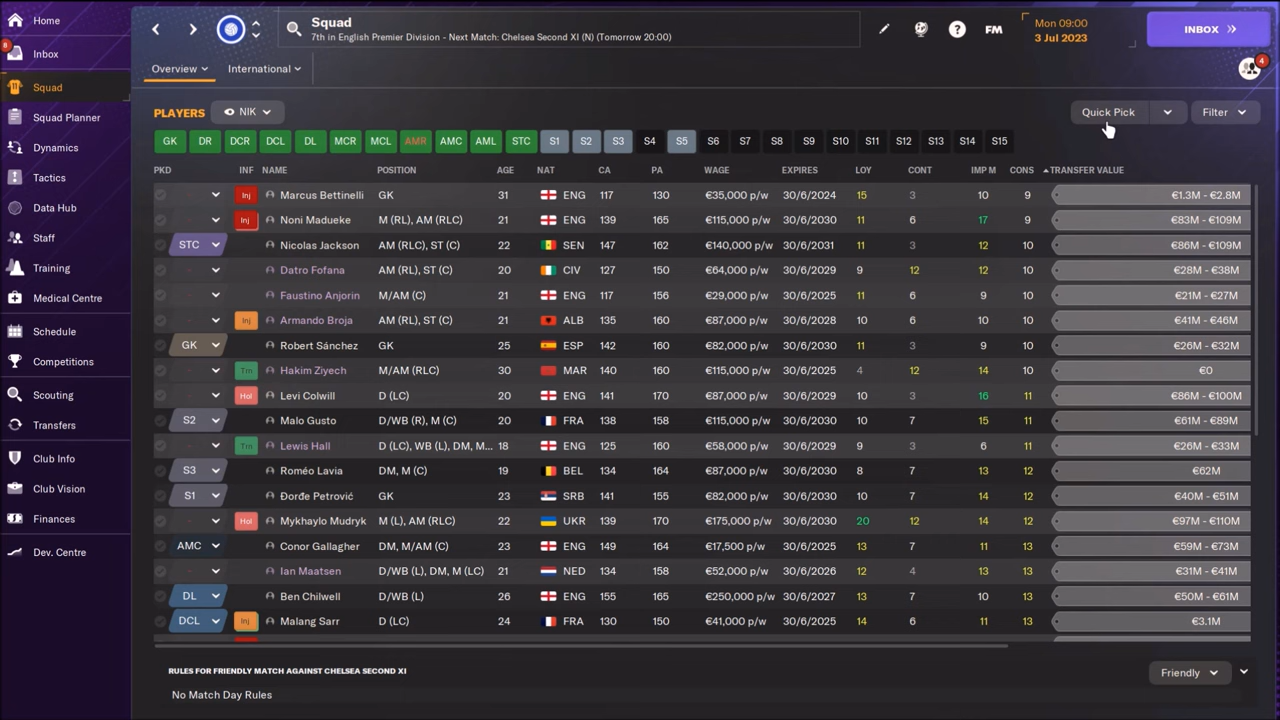 Home
8
Inbox
Squad
Squad Planner
Dynamics
Tactics
Data Hub
Staff
Training
Medical Centre
Schedule
Competitions
Scouting
Transfers
Club Info
Club Vision
Finances
Dev. Centre
Squad
7th in English Premier Division - Next Match: Chelsea Second XI (N) (Tomorrow 20:00)
FM
Mon 09:00
3 Jul 2023
INBOX
4
Overview International
PLAYERS NIK Quick Pick Filter
GK DR DCR DCL DL MCR MCL AMR AMC AML STC S1 S2 S3 S4 S5 S6 S7 S8 S9 S10 S11 S12 S13 S14 S15
PKD INF NAME POSITION AGE NAT CA PA WAGE EXPIRES LOY CONT IMP M CONS TRANSFER VALUE
- Inj Marcus Bettinelli GK 31 ENG 117 130 €35,000 p/w 30/6/2024 15 3 10 9 €1.3M - €2.8M
- Inj Noni Madueke M (RL), AM (RLC) 21 ENG 139 165 €115,000 p/w 30/6/2030 11 6 17 9 €83M - €109M
STC Nicolas Jackson AM (RLC), ST (C) 22 SEN 147 162 €140,000 p/w 30/6/2031 11 3 12 10 €86M - €109M
- Datro Fofana AM (RL), ST (C) 20 CIV 127 150 €64,000 p/w 30/6/2029 9 12 12 10 €28M - €38M
- Faustino Anjorin M/AM (C) 21 ENG 117 156 €29,000 p/w 30/6/2025 11 6 9 10 €21M - €27M
- Inj Armando Broja AM (RL), ST (C) 21 ALB 135 160 €87,000 p/w 30/6/2028 10 6 10 10 €41M - €46M
GK Robert Sánchez GK 25 ESP 142 160 €82,000 p/w 30/6/2030 11 3 9 10 €26M - €32M
- Trn Hakim Ziyech M/AM (RLC) 30 MAR 140 160 €115,000 p/w 30/6/2025 4 12 14 10 €0
- Hol Levi Colwill D (LC) 20 ENG 141 170 €87,000 p/w 30/6/2029 10 3 16 11 €86M - €100M
S2 Malo Gusto D/WB (R), M (C) 20 FRA 138 158 €115,000 p/w 30/6/2030 10 7 15 11 €61M - €89M
- Trn Lewis Hall D (LC), WB (L), DM, M... 18 ENG 125 160 €58,000 p/w 30/6/2029 9 3 6 11 €26M - €33M
S3 Roméo Lavia DM, M (C) 19 BEL 134 164 €87,000 p/w 30/6/2030 8 7 13 12 €62M
S1 Đorđe Petrović GK 23 SRB 141 155 €82,000 p/w 30/6/2030 10 7 14 12 €40M - €51M
- Hol Mykhaylo Mudryk M (L), AM (RLC) 22 UKR 139 170 €175,000 p/w 30/6/2030 20 12 14 12 €97M - €110M
AMC Conor Gallagher DM, M/AM (C) 23 ENG 149 164 €17,500 p/w 30/6/2025 13 7 11 13 €59M - €73M
- Ian Maatsen D/WB (L), DM, M (LC) 21 NED 134 158 €52,000 p/w 30/6/2026 12 4 13 13 €31M - €41M
DL Ben Chilwell D/WB (L) 26 ENG 155 165 €250,000 p/w 30/6/2027 13 7 10 13 €50M - €61M
DCL Inj Malang Sarr D (LC) 24 FRA 130 150 €41,000 p/w 30/6/2025 14 6 11 13 €3.1M
RULES FOR FRIENDLY MATCH AGAINST CHELSEA SECOND XI Friendly
No Match Day Rules